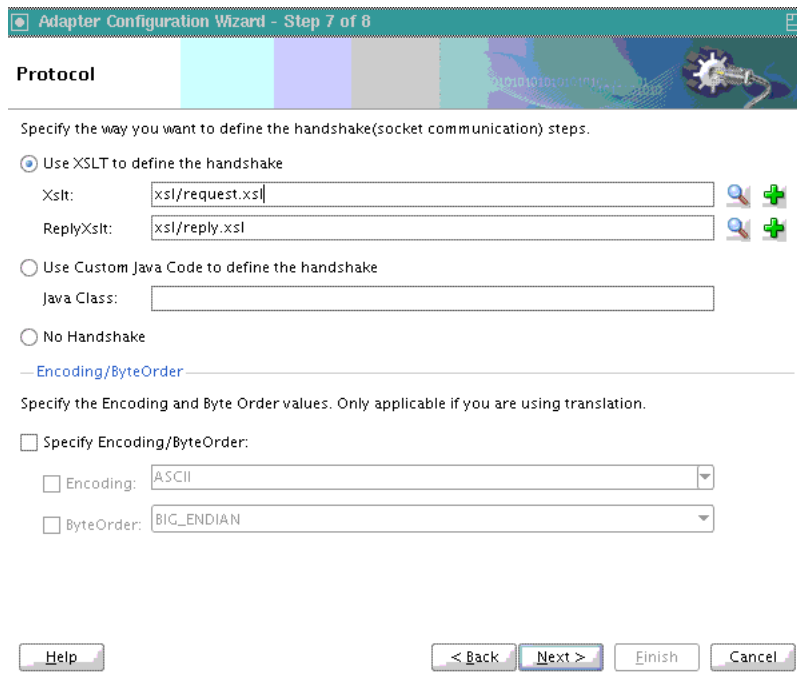 Adapter Configuration Wizard - Step 7 of 8
Protocol
Specify the way you want to define the handshake(socket communication) steps.
Use XSLT to define the handshake
Xslt: xsl/request.xsl
ReplyXslt: xsl/reply.xsl
Use Custom Java Code to define the handshake
Java Class:
No Handshake
Encoding/ByteOrder
Specify the Encoding and Byte Order values. Only applicable if you are using translation.
Specify Encoding/ByteOrder:
Encoding: ASCII
ByteOrder: BIG_ENDIAN
Help < Back Next > Finish Cancel